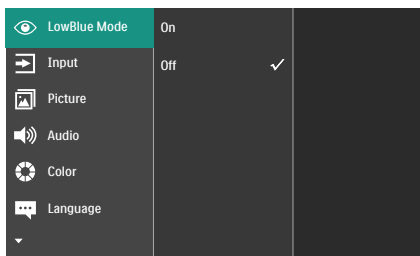 LowBlue Mode
On
Input
Off
Picture
Audio
Color
Language